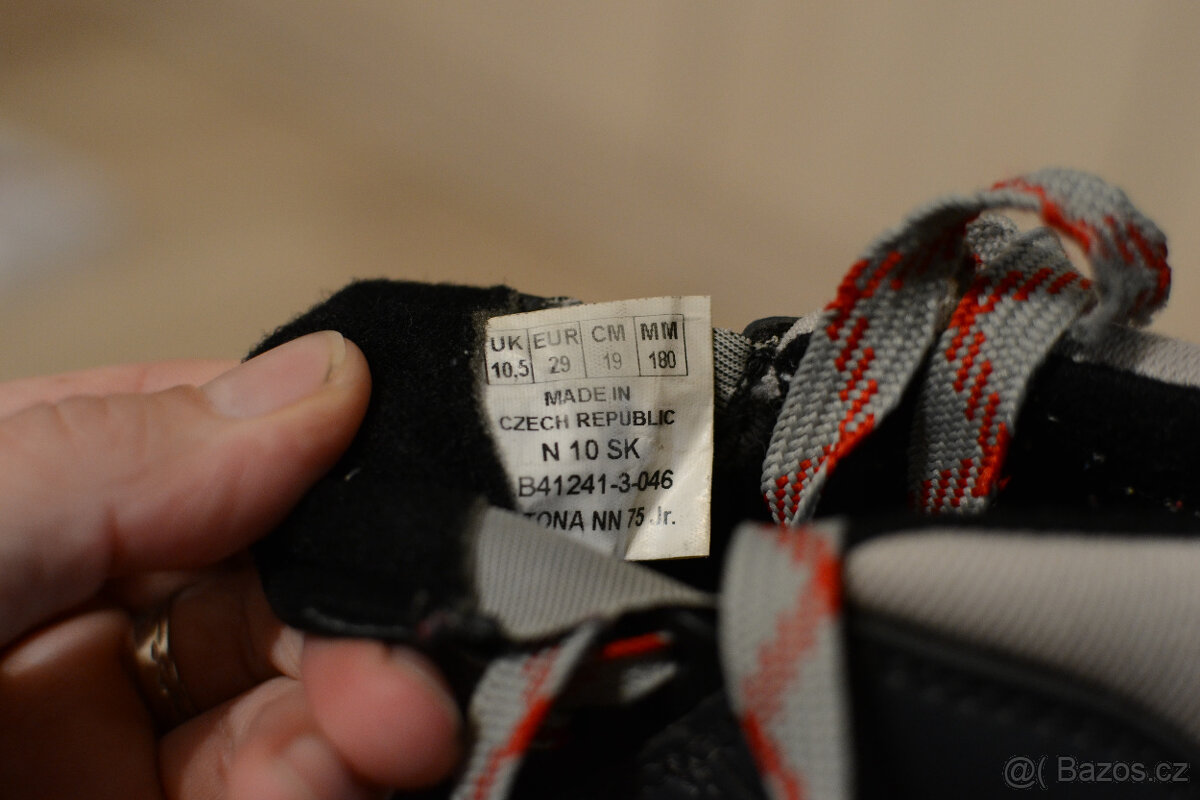 UK EUR CM MM
10,5 29 19 180
MADE IN
CZECH REPUBLIC
N 10 SK
B41241-3-046
NN 75 Jr.
@( Bazos.cz